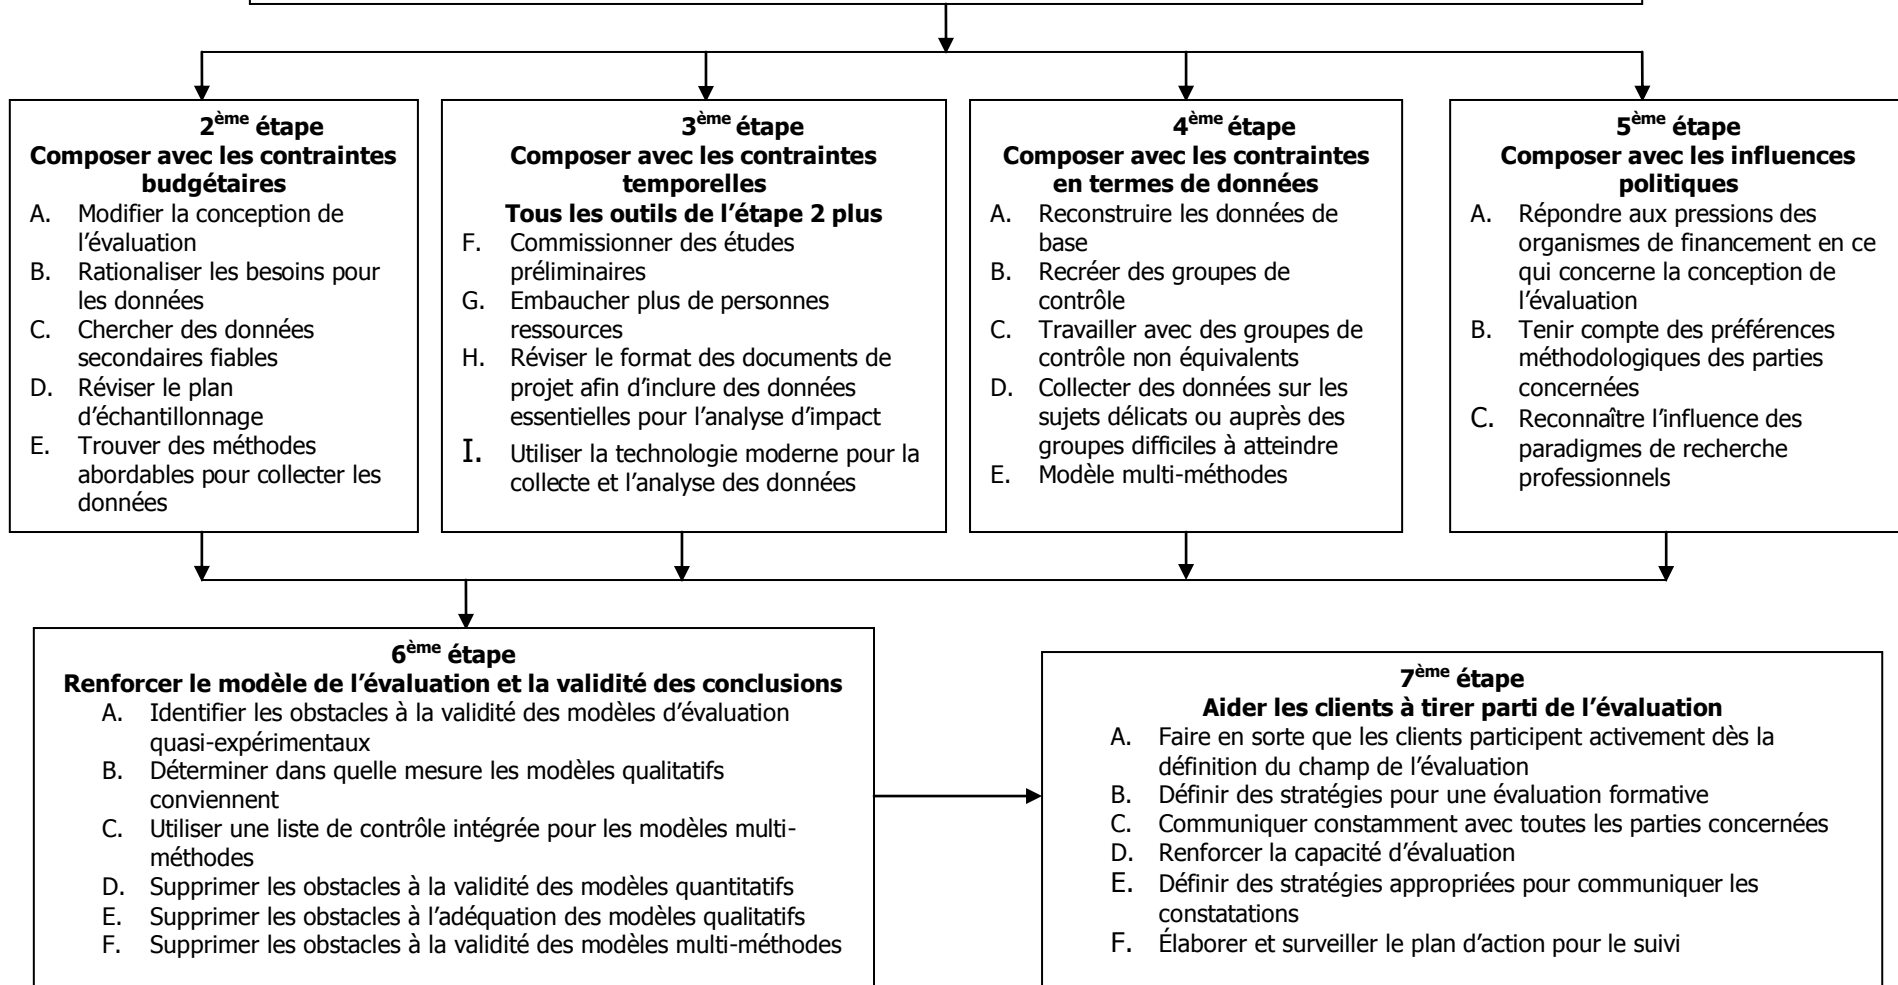 2ème étape
Composer avec les contraintes
budgétaires
A. Modifier la conception de
l’évaluation
B. Rationaliser les besoins pour
les données
C. Chercher des données
secondaires fiables
D. Réviser le plan
d’échantillonnage
E. Trouver des méthodes
abordables pour collecter les
données
3ème étape
Composer avec les contraintes
temporelles
Tous les outils de l’étape 2 plus
F. Commissionner des études
préliminaires
G. Embaucher plus de personnes
ressources
H. Réviser le format des documents de
projet afin d’inclure des données
essentielles pour l’analyse d’impact
I. Utiliser la technologie moderne pour la
collecte et l’analyse des données
4ème étape
Composer avec les contraintes
en termes de données
A. Reconstruire les données de
base
B. Recréer des groupes de
contrôle
C. Travailler avec des groupes de
contrôle non équivalents
D. Collecter des données sur les
sujets délicats ou auprès des
groupes difficiles à atteindre
E. Modèle multi-méthodes
5ème étape
Composer avec les influences
politiques
A. Répondre aux pressions des
organismes de financement en ce
qui concerne la conception de
l’évaluation
B. Tenir compte des préférences
méthodologiques des parties
concernées
C. Reconnaître l’influence des
paradigmes de recherche
professionnels
6ème étape
Renforcer le modèle de l’évaluation et la validité des conclusions
A. Identifier les obstacles à la validité des modèles d’évaluation
quasi-expérimentaux
B. Déterminer dans quelle mesure les modèles qualitatifs
conviennent
C. Utiliser une liste de contrôle intégrée pour les modèles multi-
méthodes
D. Supprimer les obstacles à la validité des modèles quantitatifs
E. Supprimer les obstacles à l’adéquation des modèles qualitatifs
F. Supprimer les obstacles à la validité des modèles multi-méthodes
7ème étape
Aider les clients à tirer parti de l’évaluation
A. Faire en sorte que les clients participent activement dès la
définition du champ de l’évaluation
B. Définir des stratégies pour une évaluation formative
C. Communiquer constamment avec toutes les parties concernées
D. Renforcer la capacité d’évaluation
E. Définir des stratégies appropriées pour communiquer les
constatations
F. Élaborer et surveiller le plan d’action pour le suivi